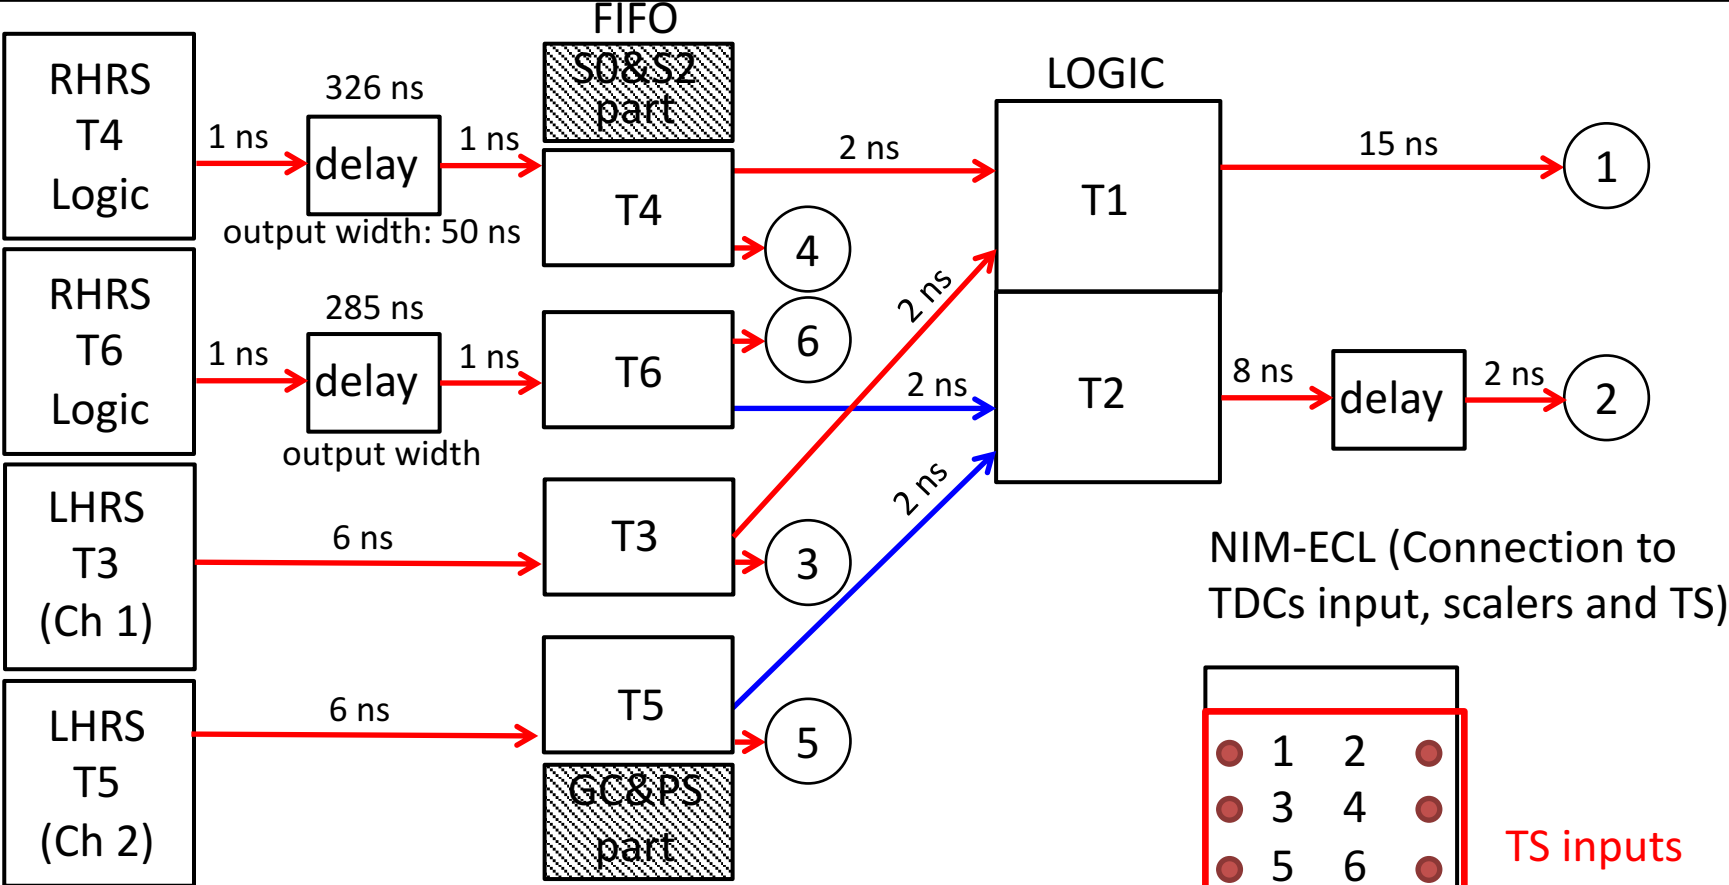 FIFO
S0&S2
part
RHRS
T4
Logic
1 ns
326 ns
delay
output width: 50 ns
1 ns
T4
2 ns
4
LOGIC
T1
15 ns
1
RHRS
T6
Logic
1 ns
285 ns
delay
output width
1 ns
T6
6
2 ns
2 ns
T2
8 ns
delay
2 ns
2
LHRS
T3
(Ch 1)
6 ns
T3
3
2 ns
LHRS
T5
(Ch 2)
6 ns
T5
5
GC&PS
part
NIM-ECL (Connection to
TDCs input, scalers and TS)
1 2
3 4
5 6
TS inputs